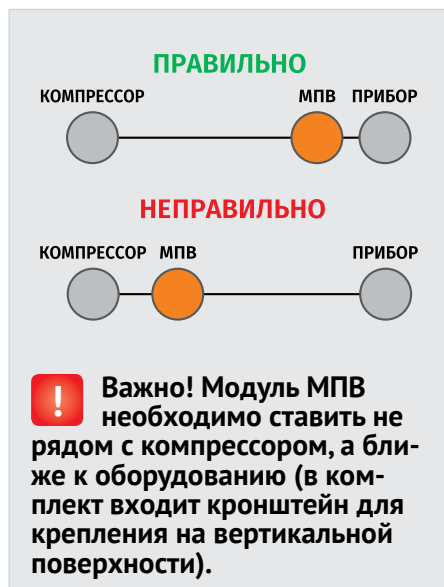 ПРАВИЛЬНО
КОМПРЕССОР МПВ ПРИБОР
НЕПРАВИЛЬНО
КОМПРЕССОР МПВ ПРИБОР
! Важно! Модуль МПВ
необходимо ставить не
рядом с компрессором, а бли-
же к оборудованию (в ком-
плект входит кронштейн для
крепления на вертикальной
поверхности).